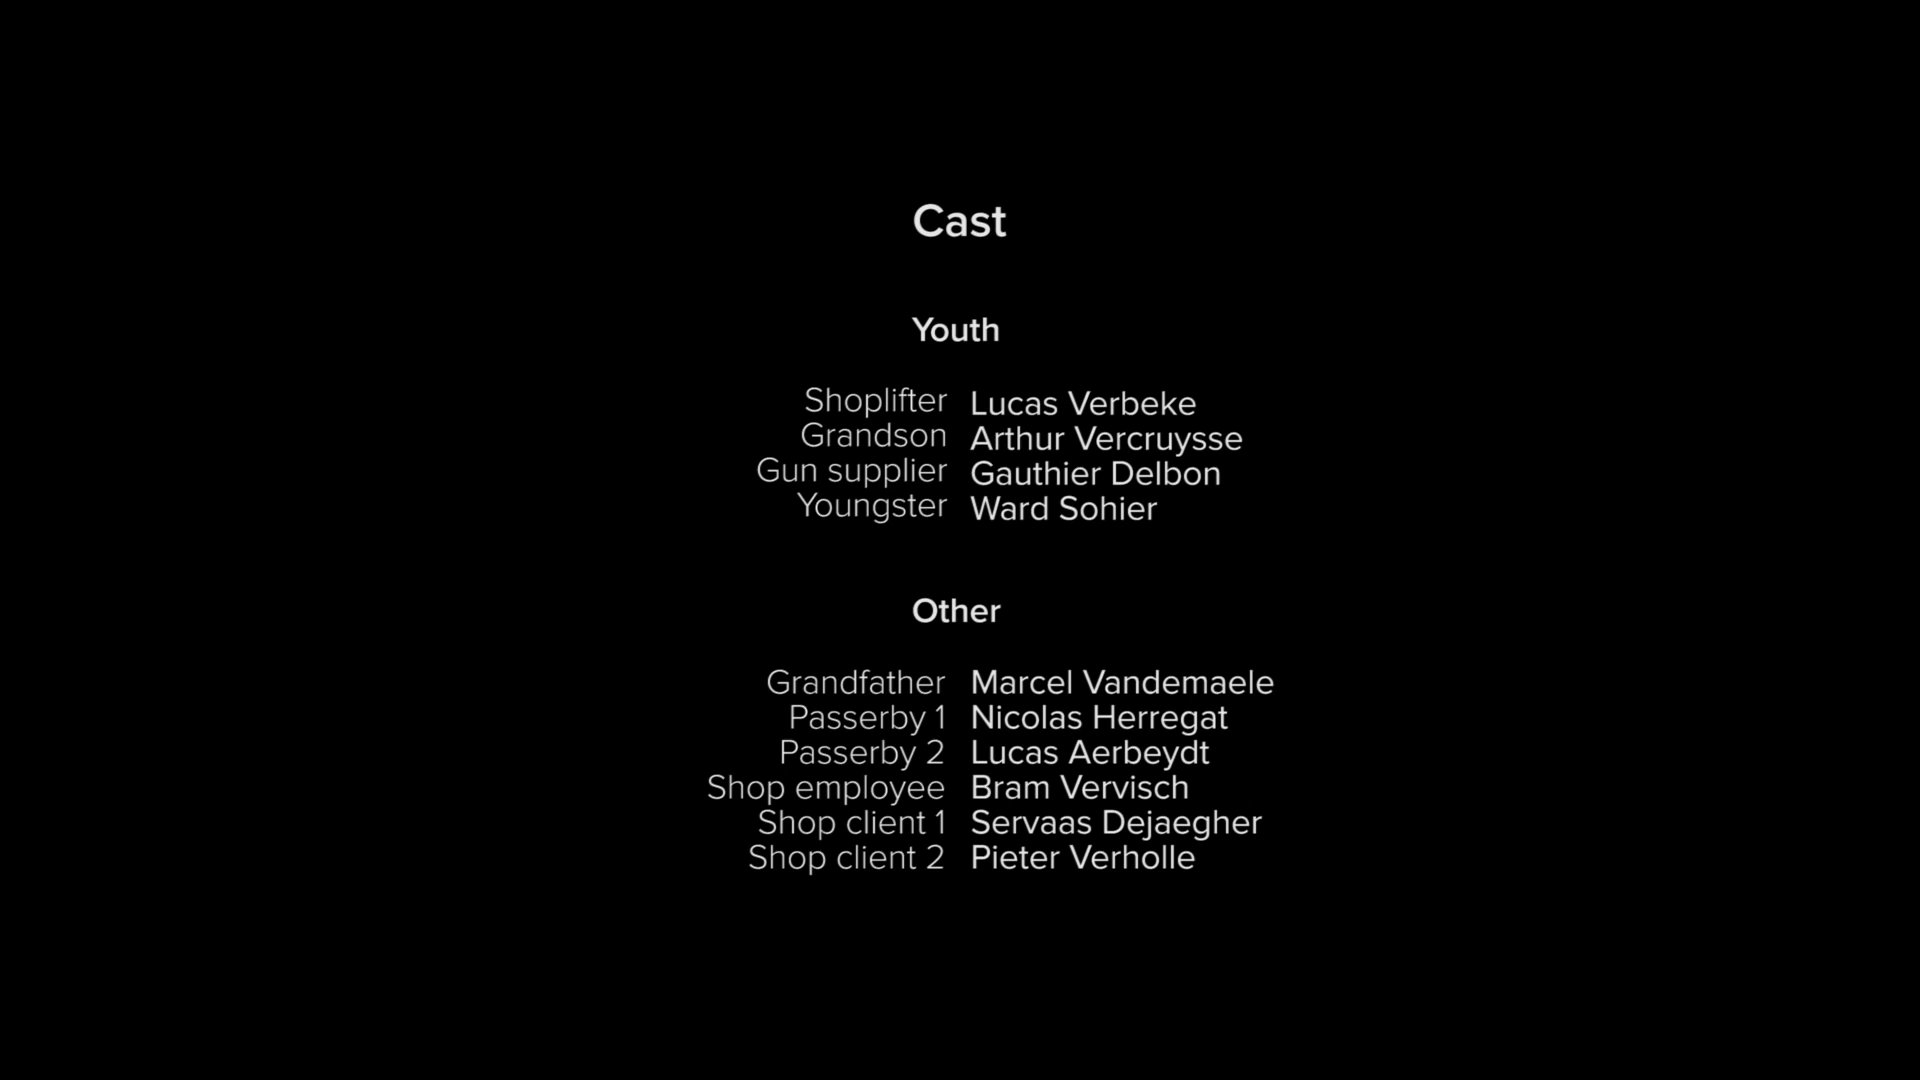 Cast
Youth
Shoplifter Lucas Verbeke
Grandson Arthur Vercruysse
Gun supplier Gauthier Delbon
Youngster Ward Sohier
Other
Grandfather Marcel Vandemaele
Passerby 1 Nicolas Herregat
Passerby 2 Lucas Aerbeydt
Shop employee Bram Vervisch
Shop client 1 Servaas Dejaegher
Shop client 2 Pieter Verholle